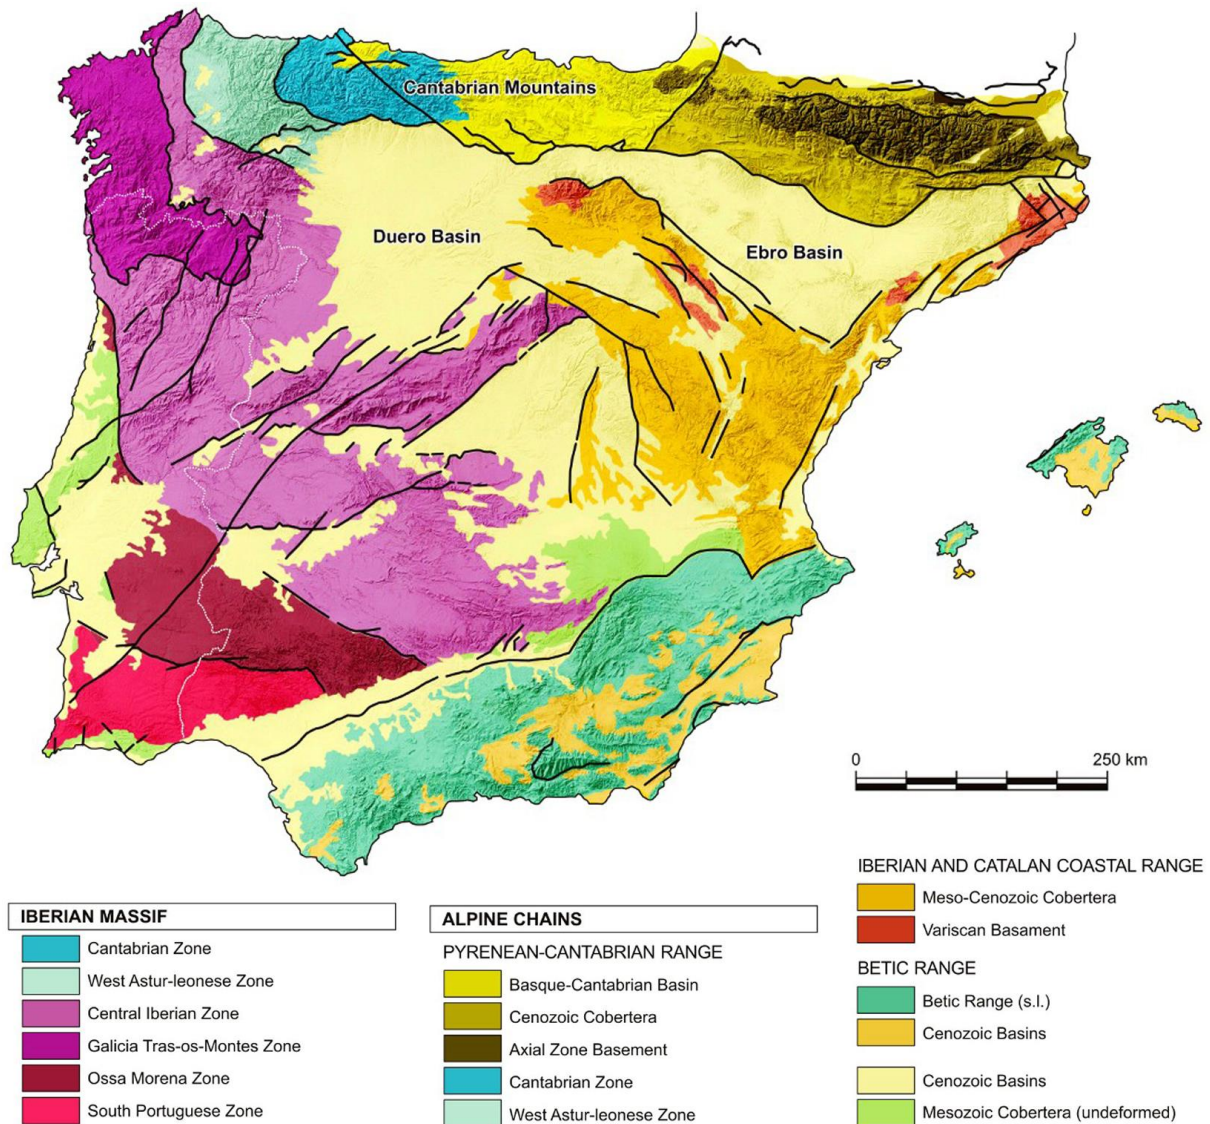 Cantabrian Mountains
Duero Basin
Ebro Basin
0
250 km
IBERIAN MASSIF
Cantabrian Zone
West Astur-leonese Zone
Central Iberian Zone
Galicia Tras-os-Montes Zone
Ossa Morena Zone
South Portuguese Zone
ALPINE CHAINS
PYRENEAN-CANTABRIAN RANGE
Basque-Cantabrian Basin
Cenozoic Cobertera
Axial Zone Basement
Cantabrian Zone
West Astur-leonese Zone
IBERIAN AND CATALAN COASTAL RANGE
Meso-Cenozoic Cobertera
Variscan Basament
BETIC RANGE
Betic Range (s.l.)
Cenozoic Basins
Cenozoic Basins
Mesozoic Cobertera (undeformed)